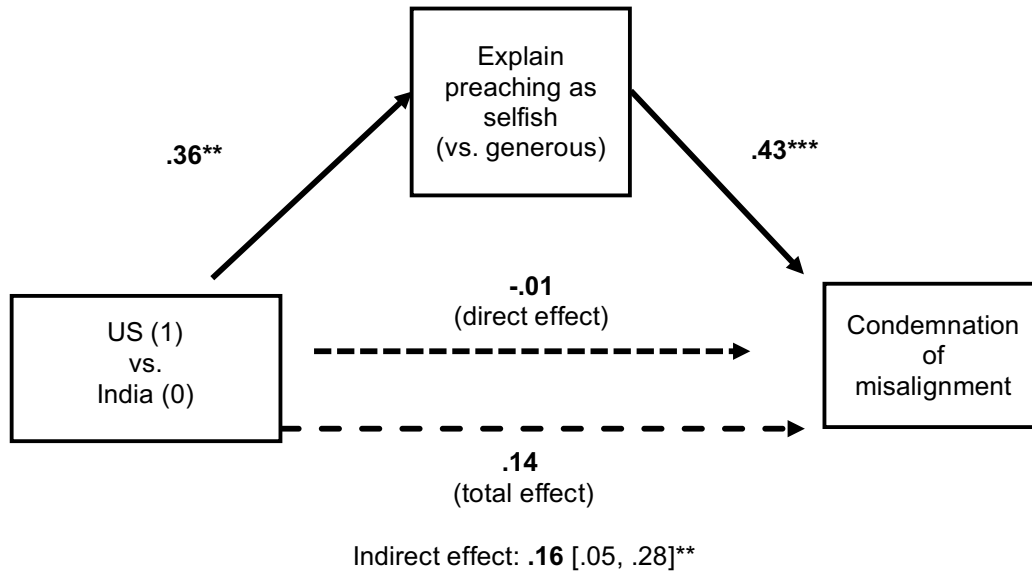 Explain
preaching as
selfish
(vs. generous)
.36**
.43***
-.01
(direct effect)
US (1)
vs.
India (0)
Condemnation
of
misalignment
.14
(total effect)
Indirect effect: .16 [.05, .28]**